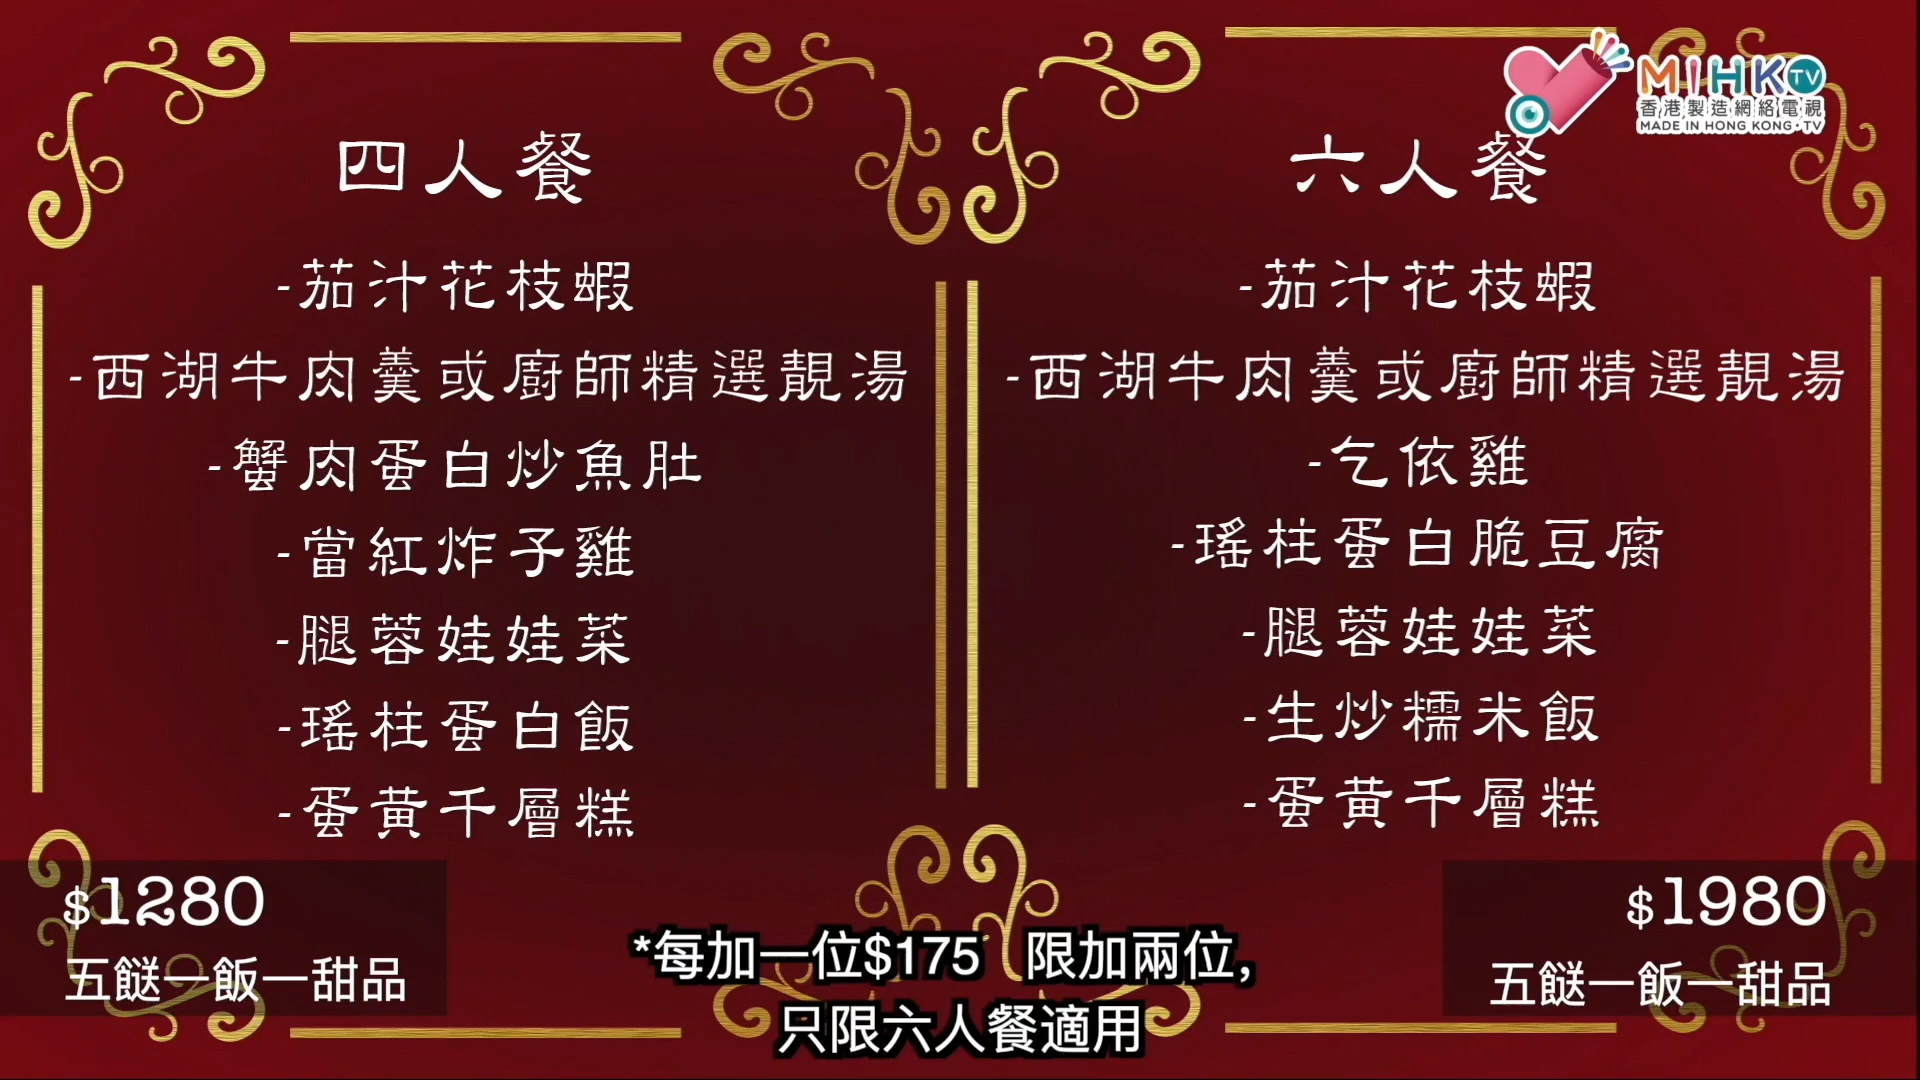 MIHK TV
香港製造網絡電視
MADE IN HONG KONG·TV
四人餐
-茄汁花枝蝦
-西湖牛肉羹或廚師精選靚湯
-蟹肉蛋白炒魚肚
-當紅炸子雞
-腿蓉娃娃菜
-瑤柱蛋白飯
-蛋黃千層糕
$1280
五餸一飯一甜品
六人餐
-茄汁花枝蝦
-西湖牛肉羹或廚師精選靚湯
-乞依雞
-瑤柱蛋白脆豆腐
-腿蓉娃娃菜
-生炒糯米飯
-蛋黃千層糕
$1980
五餸一飯一甜品
*每加一位$175 限加兩位,
只限六人餐適用